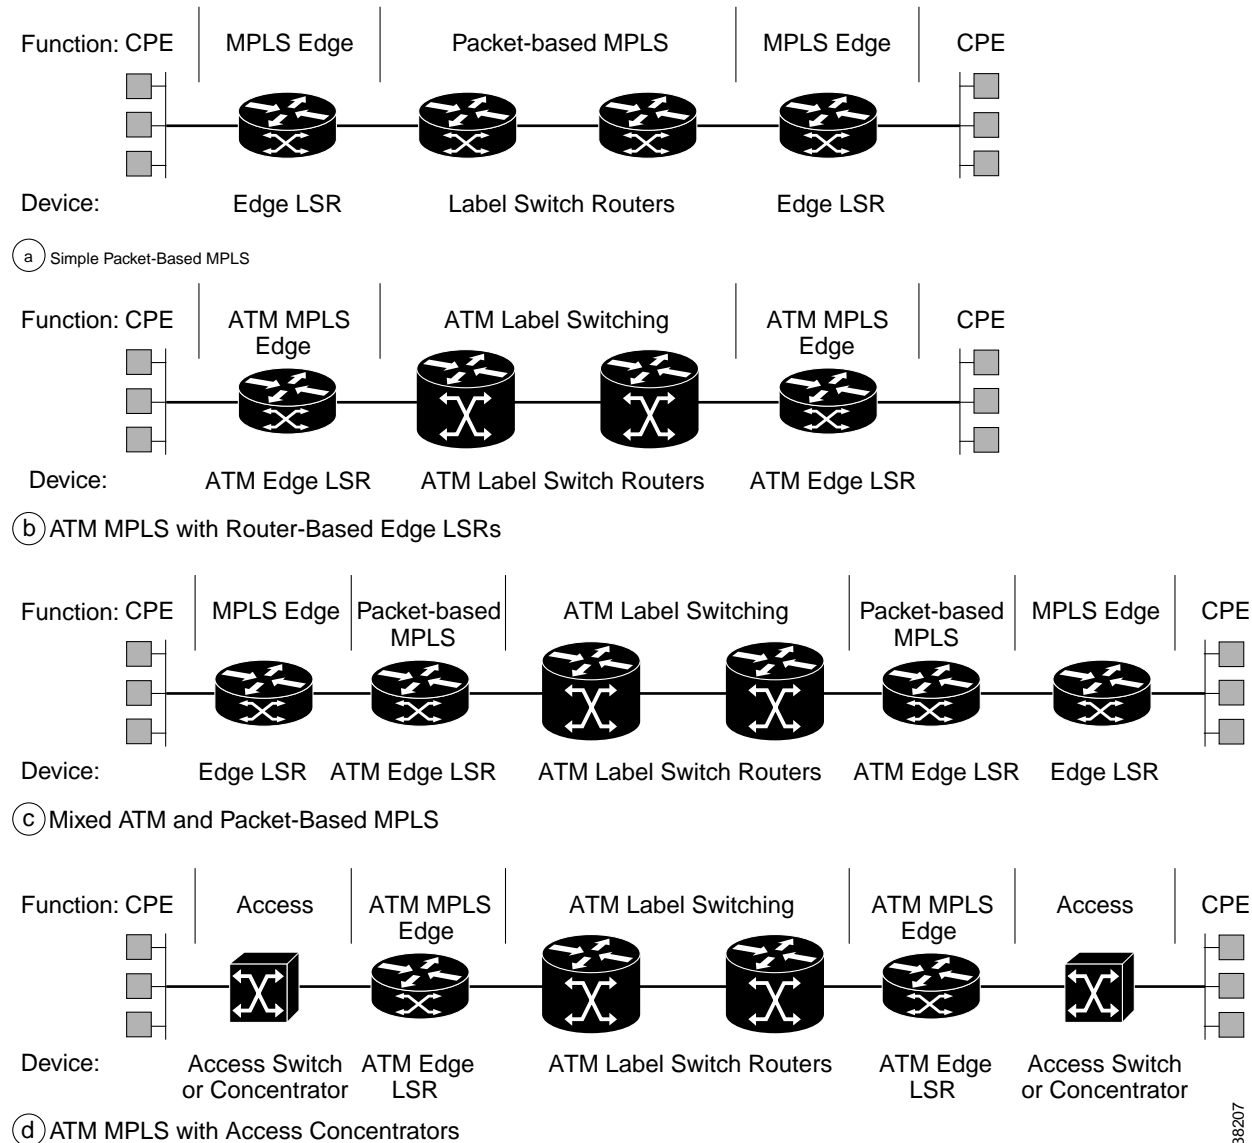 Function: CPE MPLS Edge Packet-based MPLS MPLS Edge CPE
Device: Edge LSR Label Switch Routers Edge LSR
a Simple Packet-Based MPLS
Function: CPE ATM MPLS Edge ATM Label Switching ATM MPLS Edge CPE
Device: ATM Edge LSR ATM Label Switch Routers ATM Edge LSR
b ATM MPLS with Router-Based Edge LSRs
Function: CPE MPLS Edge Packet-based MPLS ATM Label Switching Packet-based MPLS MPLS Edge CPE
Device: Edge LSR ATM Edge LSR ATM Label Switch Routers ATM Edge LSR Edge LSR
c Mixed ATM and Packet-Based MPLS
Function: CPE Access ATM MPLS Edge ATM Label Switching ATM MPLS Edge Access CPE
Device: Access Switch or Concentrator ATM Edge LSR ATM Label Switch Routers ATM Edge LSR Access Switch or Concentrator
d ATM MPLS with Access Concentrators